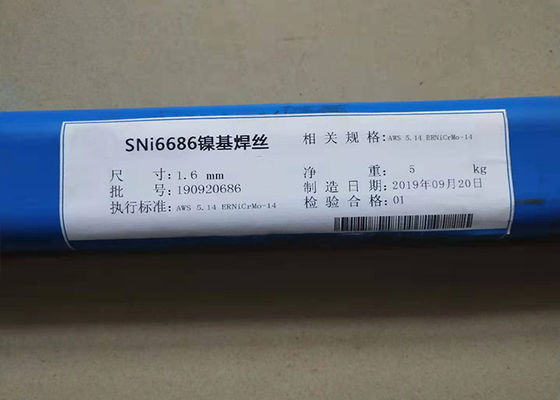 SNi6686镍基焊丝 相 关 规 格: AWS 5.14 ERNiCrMo-14
尺 寸: 1.6 mm 净 重: 5 kg
批 号: 190920686 制 造 日 期: 2019年09月20日
执行标准: AWS 5.14 ERNiCrMo-14 检 验 合 格: 01